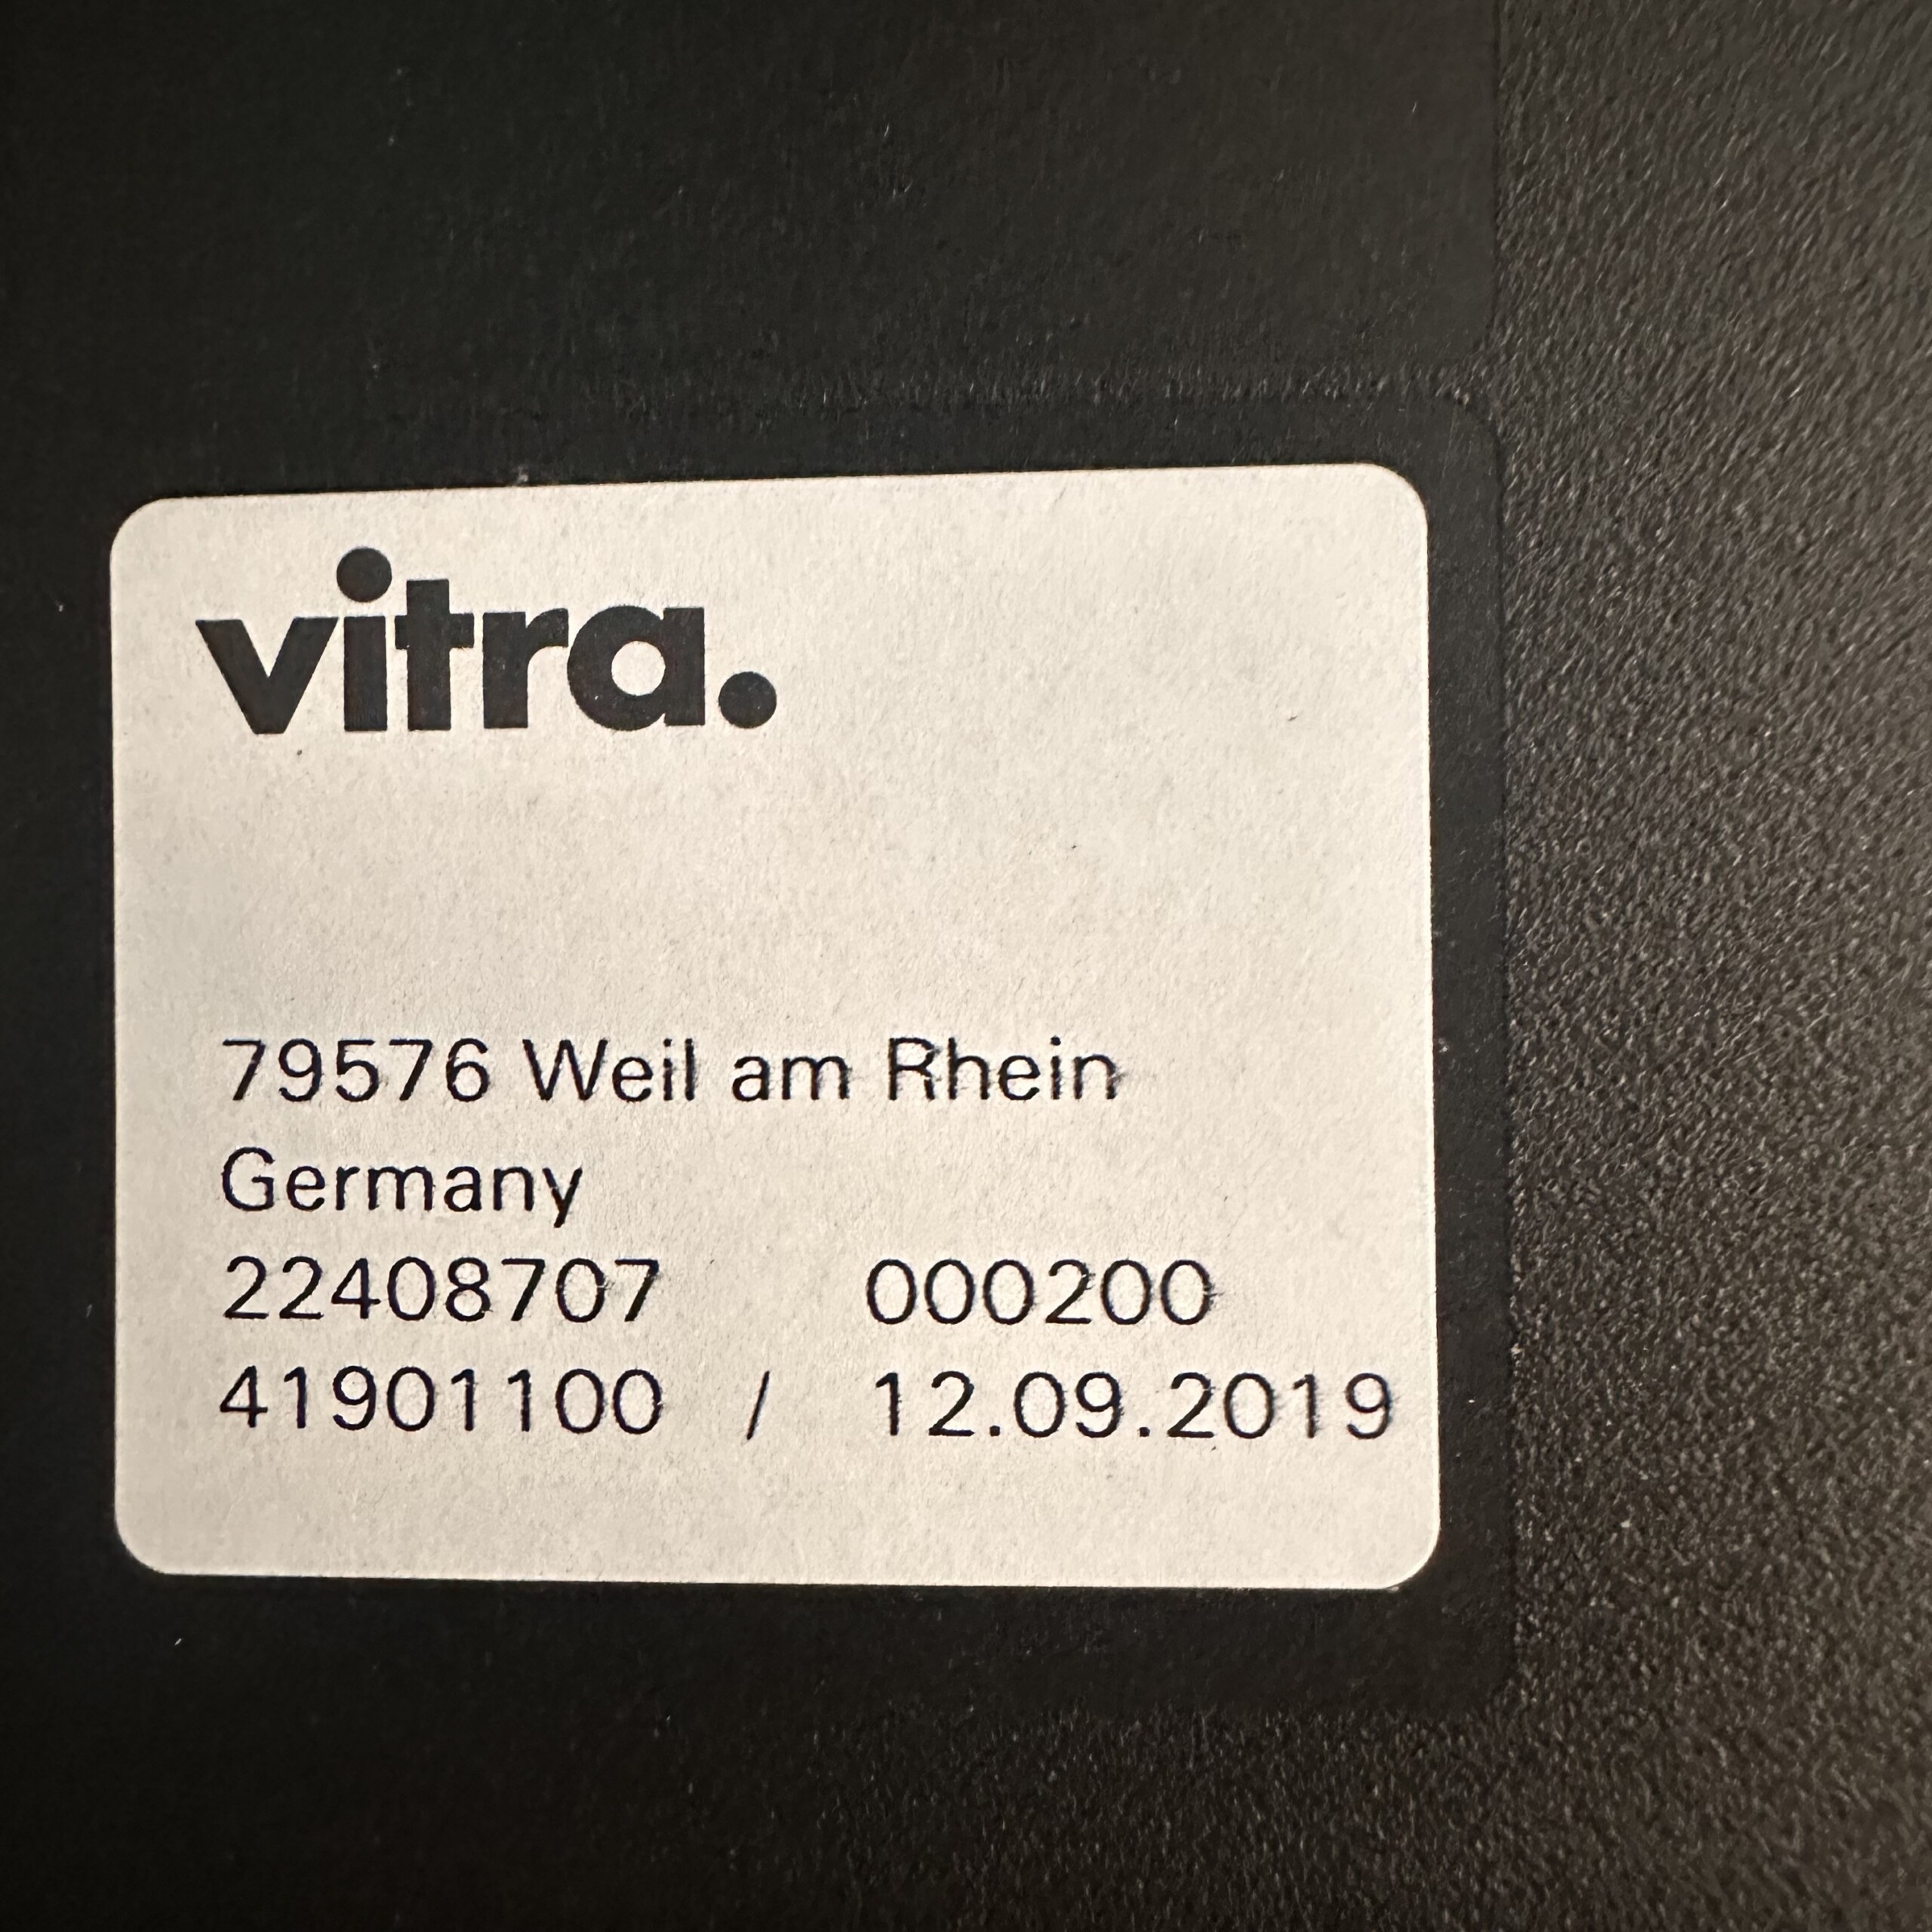 vitra.
79576 Weil am Rhein
Germany
22408707 000200
41901100 / 12.09.2019